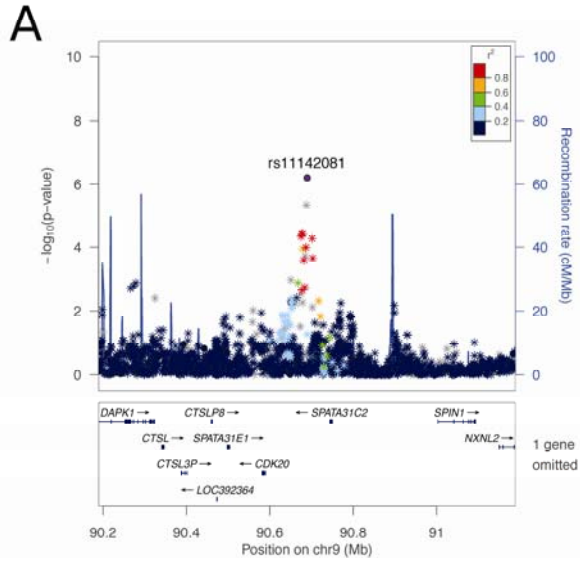 A
r²
0.8
0.6
0.4
0.2
rs11142081
10
8
6
4
2
0
−log₁₀(p−value)
100
80
60
40
20
0
Recombination rate (cM/Mb)
DAPK1 → CTSLP8 → ← SPATA31C2 SPIN1 →
CTSL → SPATA31E1 → NXNL2 →
CTSL3P → ← CDK20
← LOC392364
1 gene
omitted
90.2 90.4 90.6 90.8 91
Position on chr9 (Mb)